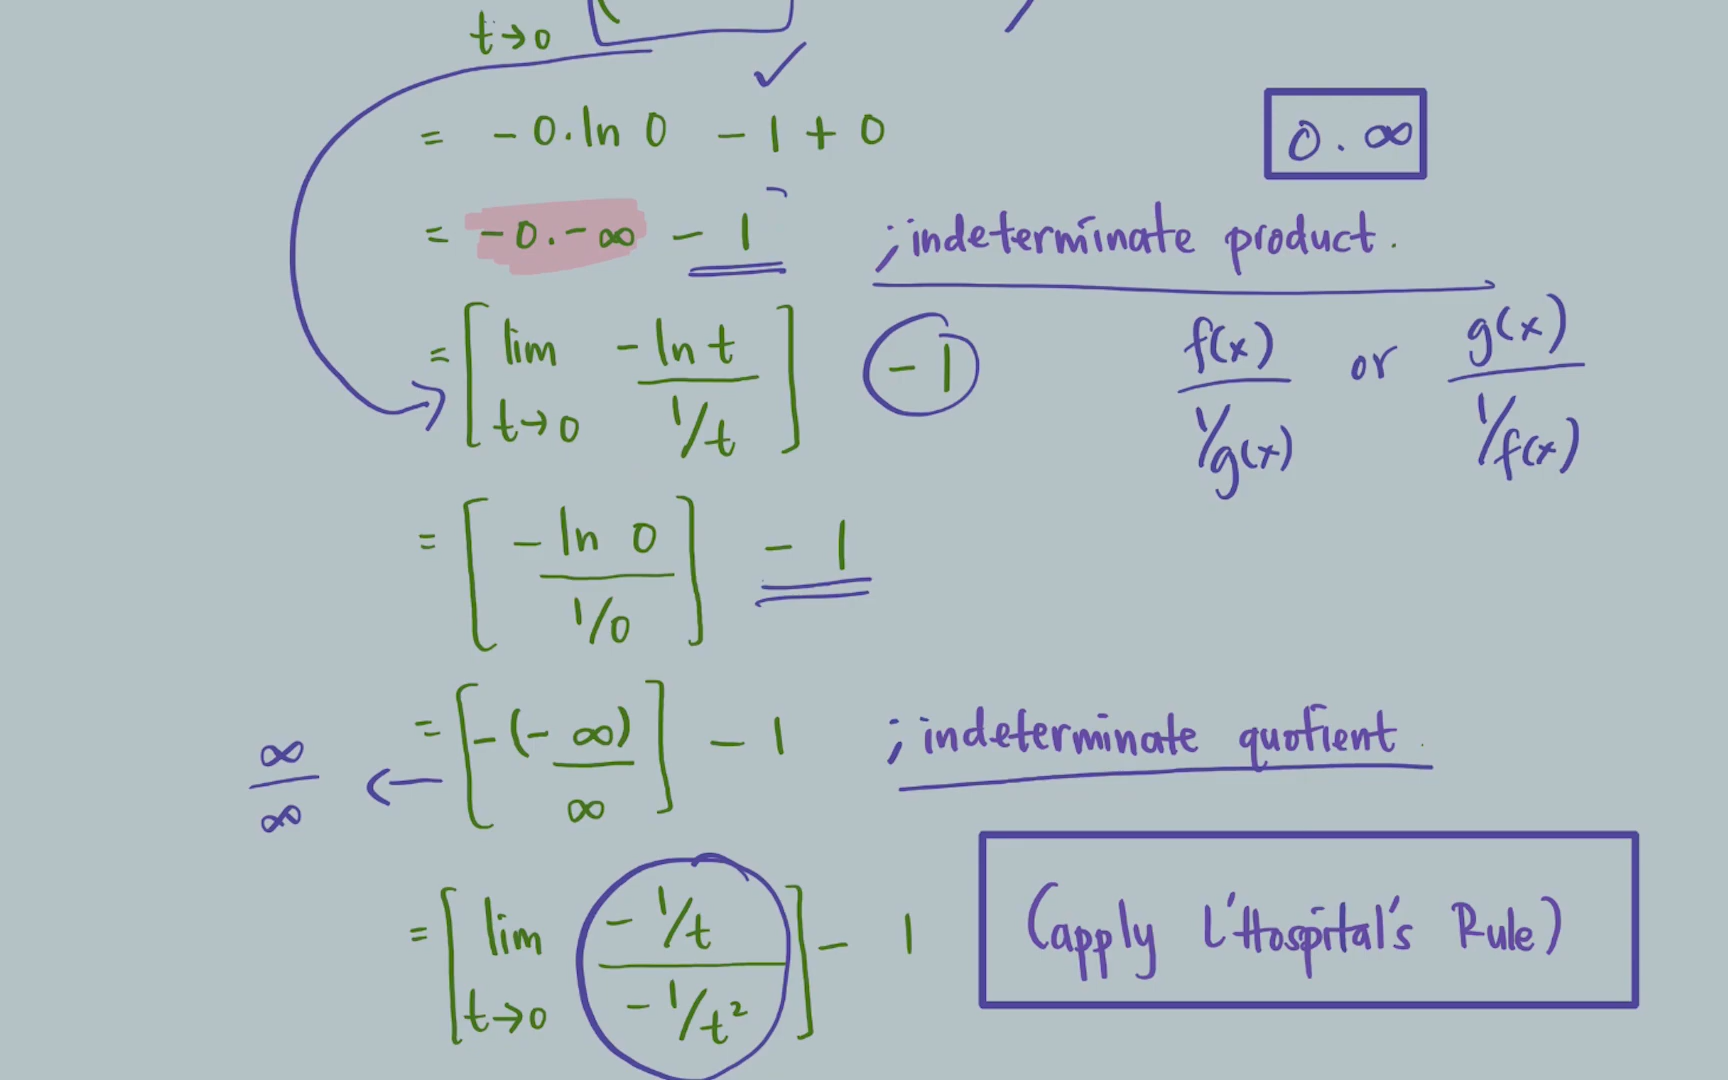 t→0
= -0.ln 0 - 1 + 0
0.∞
= -0.-∞ - 1 ; indeterminate product.
= [ lim t→0 -ln t / 1/t ] - 1 f(x) / 1/g(x) or g(x) / 1/f(x)
= [ -ln 0 / 1/0 ] - 1
∞/∞ ← = [ -(-∞) / ∞ ] - 1 ; indeterminate quotient.
= [ lim t→0 -1/t / -1/t² ] - 1 (apply L'Hospital's Rule)